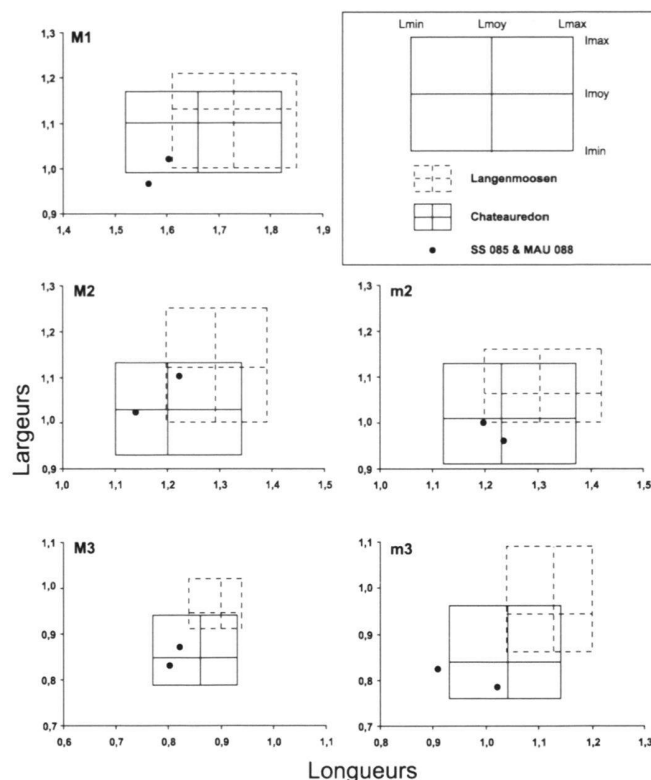 M1
1,3
1,2
1,1
1,0
0,9
1,4 1,5 1,6 1,7 1,8 1,9
Lmin Lmoy Lmax
lmax
lmoy
lmin
Langenmoosen
Chateauredon
SS 085 & MAU 088
M2
1,3
1,2
1,1
1,0
0,9
1,0 1,1 1,2 1,3 1,4 1,5
m2
1,3
1,2
1,1
1,0
0,9
1,0 1,1 1,2 1,3 1,4 1,5
Largeurs
M3
1,1
1,0
0,9
0,8
0,7
0,6 0,7 0,8 0,9 1,0 1,1
m3
1,1
1,0
0,9
0,8
0,7
0,8 0,9 1,0 1,1 1,2 1,3
Longueurs